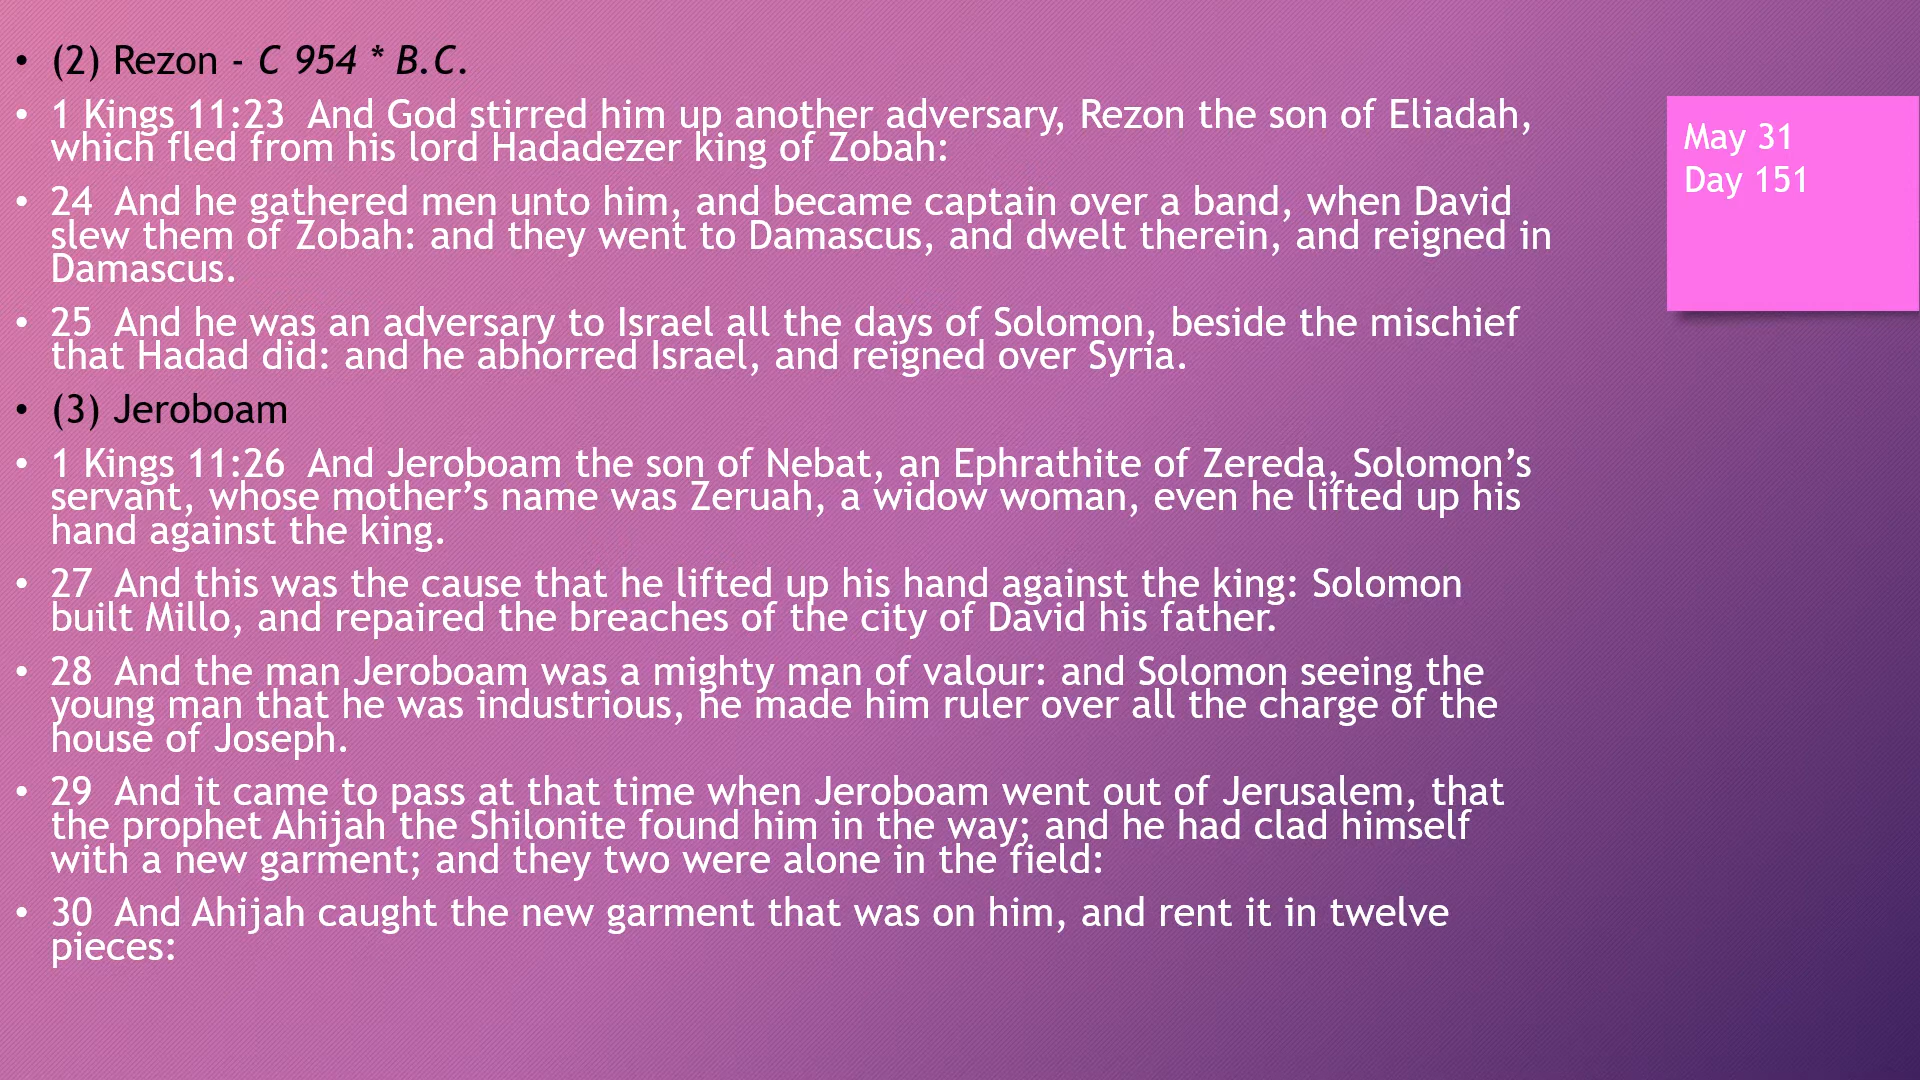 • (2) Rezon - C 954 * B.C.
• 1 Kings 11:23  And God stirred him up another adversary, Rezon the son of Eliadah,
which fled from his lord Hadadezer king of Zobah:
• 24  And he gathered men unto him, and became captain over a band, when David
slew them of Zobah: and they went to Damascus, and dwelt therein, and reigned in
Damascus.
• 25  And he was an adversary to Israel all the days of Solomon, beside the mischief
that Hadad did: and he abhorred Israel, and reigned over Syria.
• (3) Jeroboam
• 1 Kings 11:26  And Jeroboam the son of Nebat, an Ephrathite of Zereda, Solomon’s
servant, whose mother’s name was Zeruah, a widow woman, even he lifted up his
hand against the king.
• 27  And this was the cause that he lifted up his hand against the king: Solomon
built Millo, and repaired the breaches of the city of David his father.
• 28  And the man Jeroboam was a mighty man of valour: and Solomon seeing the
young man that he was industrious, he made him ruler over all the charge of the
house of Joseph.
• 29  And it came to pass at that time when Jeroboam went out of Jerusalem, that
the prophet Ahijah the Shilonite found him in the way; and he had clad himself
with a new garment; and they two were alone in the field:
• 30  And Ahijah caught the new garment that was on him, and rent it in twelve
pieces:
May 31
Day 151